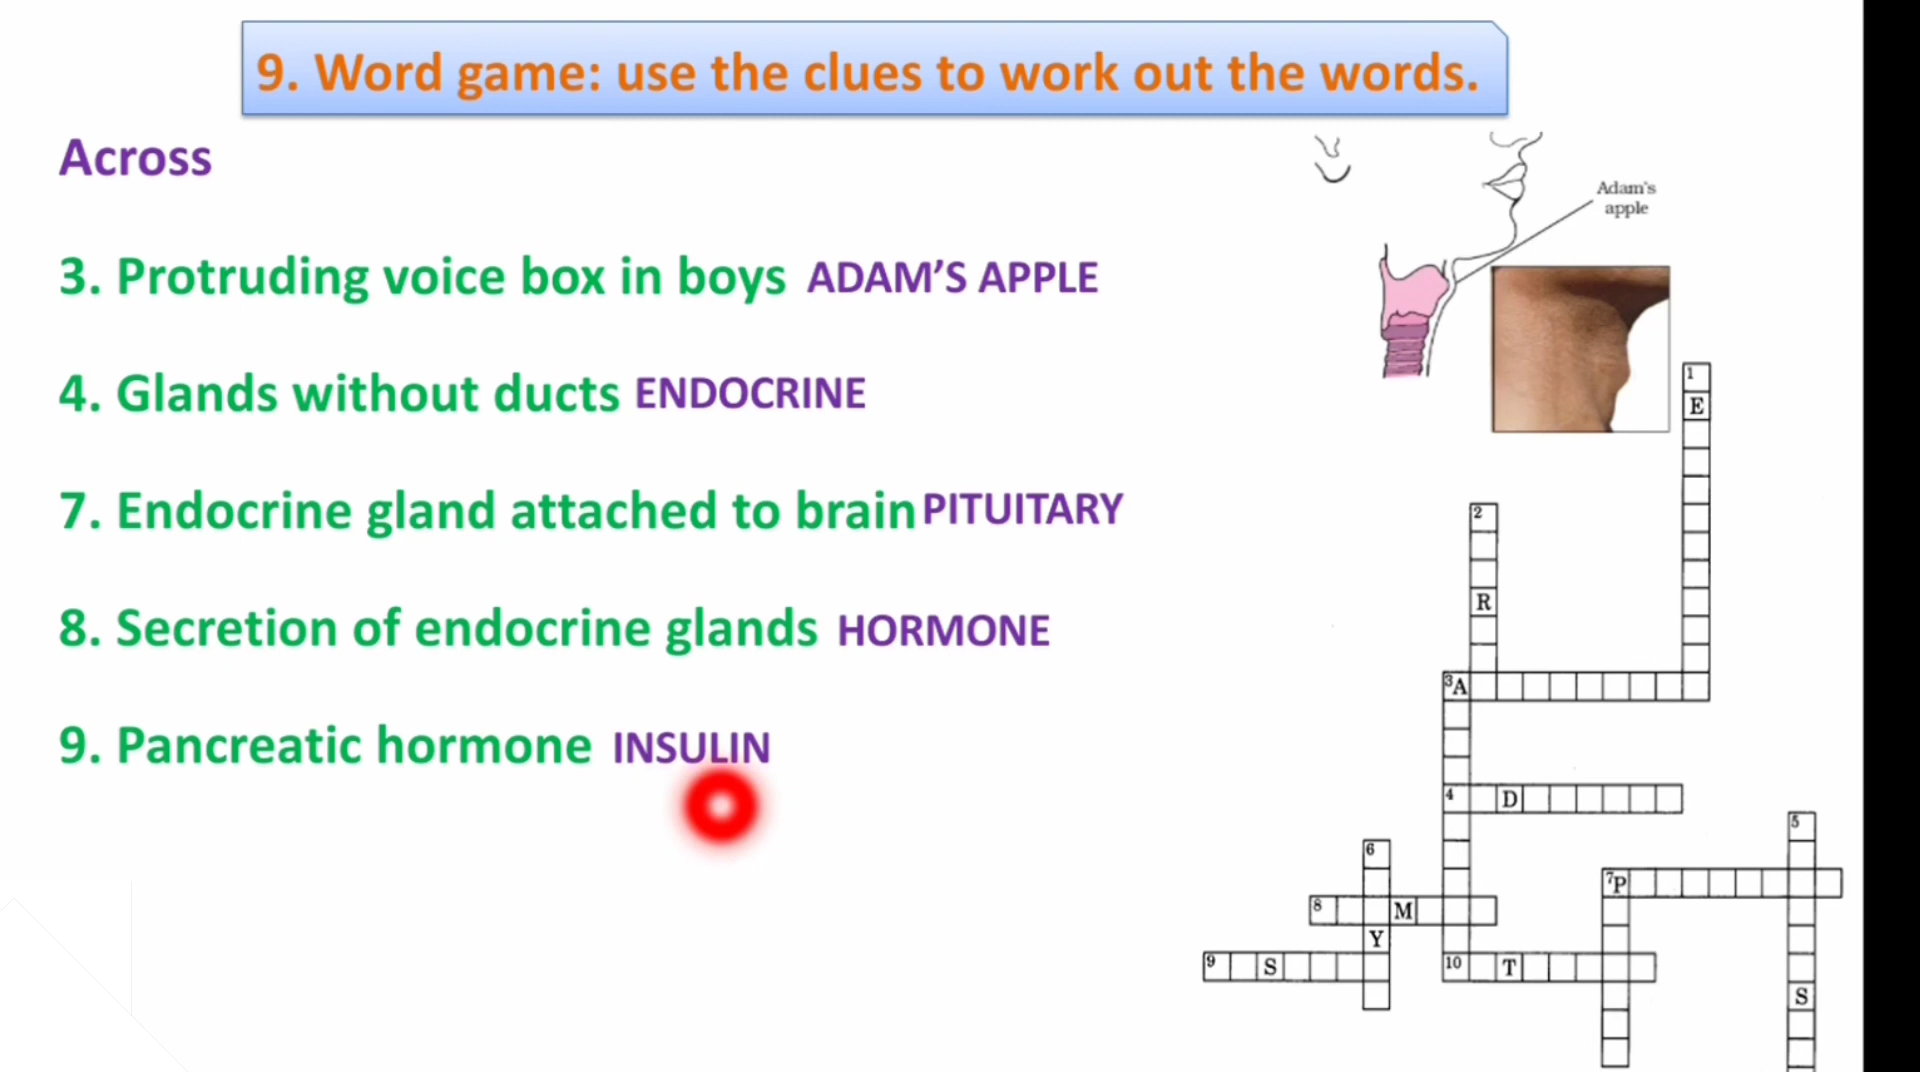 9. Word game: use the clues to work out the words.
Across
Adam's
apple
3. Protruding voice box in boys ADAM’S APPLE
4. Glands without ducts ENDOCRINE
7. Endocrine gland attached to brain PITUITARY
8. Secretion of endocrine glands HORMONE
9. Pancreatic hormone INSULIN
1
E
2
R
3 A
4 D
5
6
7 P
8 M
Y
9 S
10 T
S